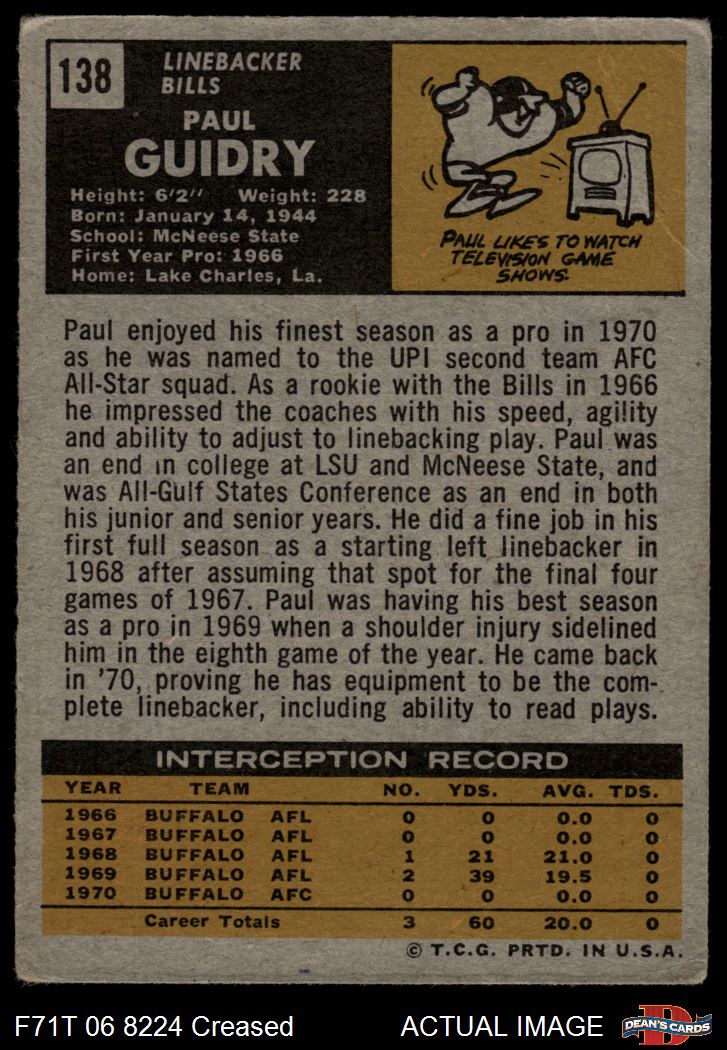 138
LINEBACKER
BILLS
PAUL
GUIDRY
Height: 6'2" Weight: 228
Born: January 14, 1944
School: McNeese State
First Year Pro: 1966
Home: Lake Charles, La.
PAUL LIKES TO WATCH
TELEVISION GAME
SHOWS.
Paul enjoyed his finest season as a pro in 1970
as he was named to the UPI second team AFC
All-Star squad. As a rookie with the Bills in 1966
he impressed the coaches with his speed, agility
and ability to adjust to linebacking play. Paul was
an end in college at LSU and McNeese State, and
was All-Gulf States Conference as an end in both
his junior and senior years. He did a fine job in his
first full season as a starting left linebacker in
1968 after assuming that spot for the final four
games of 1967. Paul was having his best season
as a pro in 1969 when a shoulder injury sidelined
him in the eighth game of the year. He came back
in '70, proving he has equipment to be the com-
plete linebacker, including ability to read plays.
INTERCEPTION RECORD
YEAR TEAM NO. YDS. AVG. TDS.
1966 BUFFALO AFL 0 0 0.0 0
1967 BUFFALO AFL 0 0 0.0 0
1968 BUFFALO AFL 1 21 21.0 0
1969 BUFFALO AFL 2 39 19.5 0
1970 BUFFALO AFC 0 0 0.0 0
Career Totals 3 60 20.0 0
© T.C.G. PRTD. IN U.S.A.
F71T 06 8224 Creased ACTUAL IMAGE
D
DEAN'S CARDS